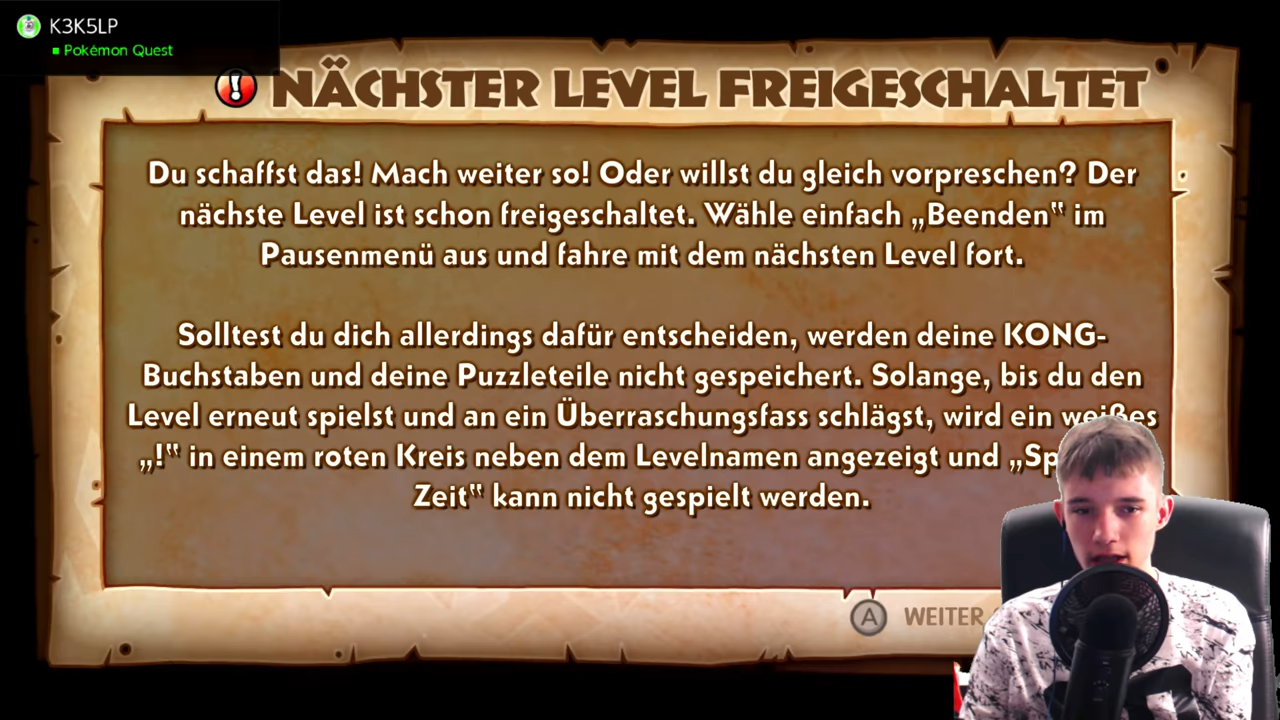 K3K5LP
Pokémon Quest
! NÄCHSTER LEVEL FREIGESCHALTET
Du schaffst das! Mach weiter so! Oder willst du gleich vorpreschen? Der
nächste Level ist schon freigeschaltet. Wähle einfach „Beenden‟ im
Pausenmenü aus und fahre mit dem nächsten Level fort.
Solltest du dich allerdings dafür entscheiden, werden deine KONG-
Buchstaben und deine Puzzleteile nicht gespeichert. Solange, bis du den
Level erneut spielst und an ein Überraschungsfass schlägst, wird ein weißes
„!‟ in einem roten Kreis neben dem Levelnamen angezeigt und
Zeit‟ kann nicht gespielt werden.
A WEITER